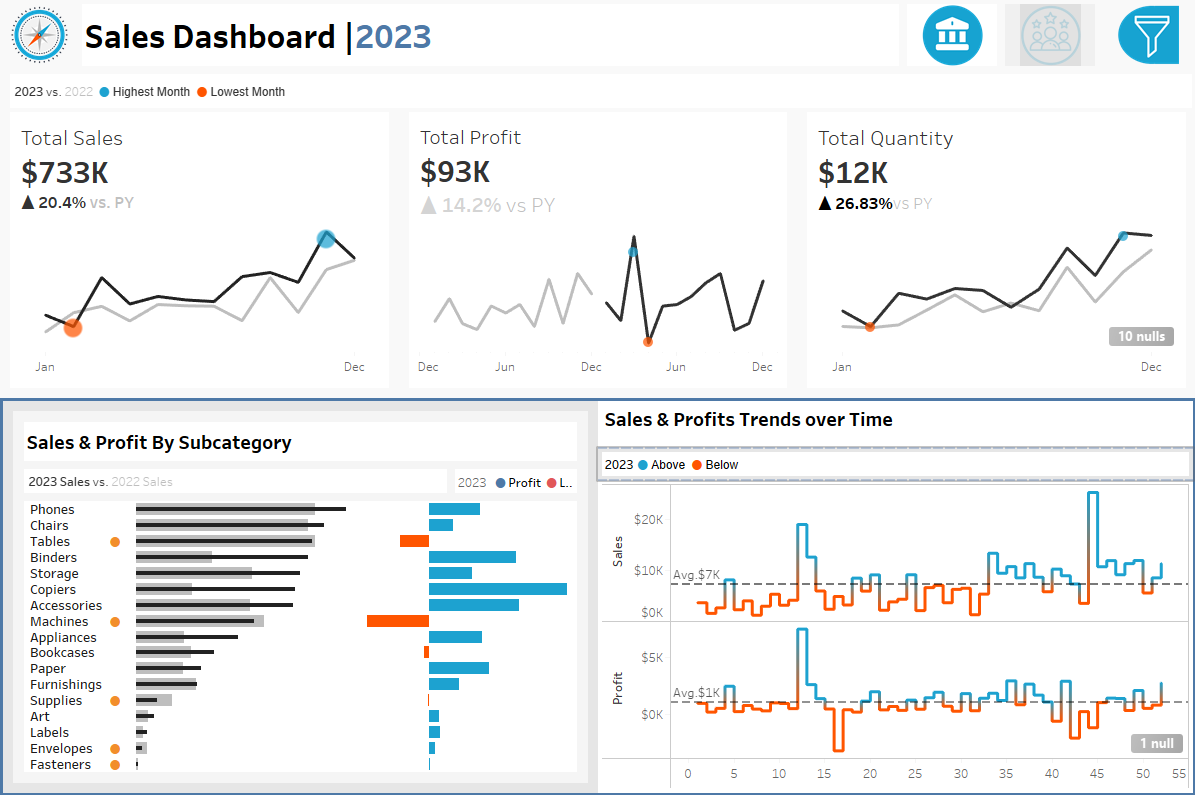 Sales Dashboard |2023
2023 vs. 2022 Highest Month Lowest Month
Total Sales
$733K
▲ 20.4% vs. PY
Jan Dec
Total Profit
$93K
▲ 14.2% vs PY
Dec Jun Dec Jun Dec
Total Quantity
$12K
▲ 26.83% vs PY
10 nulls
Jan Dec
Sales & Profit By Subcategory
2023 Sales vs. 2022 Sales
2023 Profit L..
Phones
Chairs
Tables
Binders
Storage
Copiers
Accessories
Machines
Appliances
Bookcases
Paper
Furnishings
Supplies
Art
Labels
Envelopes
Fasteners
Sales & Profits Trends over Time
2023 Above Below
Sales
$20K
$10K
$0K
Avg.$7K
Profit
$5K
$0K
Avg.$1K
1 null
0 5 10 15 20 25 30 35 40 45 50 55